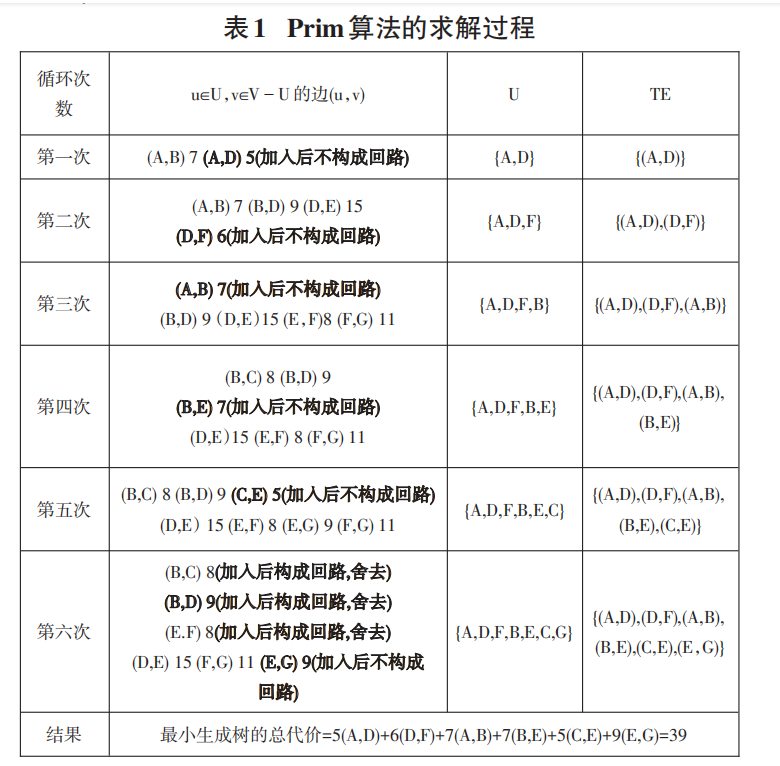 表1 Prim算法的求解过程
循环次数 u∈U,v∈V-U的边(u,v) U TE
第一次 (A,B) 7 (A,D) 5(加入后不构成回路) {A,D} {(A,D)}
第二次 (A,B) 7 (B,D) 9 (D,E) 15
(D,F) 6(加入后不构成回路) {A,D,F} {(A,D),(D,F)}
第三次 (A,B) 7(加入后不构成回路)
(B,D) 9 (D,E)15 (E,F)8 (F,G) 11 {A,D,F,B} {(A,D),(D,F),(A,B)}
第四次 (B,C) 8 (B,D) 9
(B,E) 7(加入后不构成回路)
(D,E)15 (E,F) 8 (F,G) 11 {A,D,F,B,E} {(A,D),(D,F),(A,B),
(B,E)}
第五次 (B,C) 8 (B,D) 9 (C,E) 5(加入后不构成回路)
(D,E) 15 (E,F) 8 (E,G) 9 (F,G) 11 {A,D,F,B,E,C} {(A,D),(D,F),(A,B),
(B,E),(C,E)}
第六次 (B,C) 8(加入后构成回路,舍去)
(B,D) 9(加入后构成回路,舍去)
(E.F) 8(加入后构成回路,舍去)
(D,E) 15 (F,G) 11 (E,G) 9(加入后不构成
回路) {A,D,F,B,E,C,G} {(A,D),(D,F),(A,B),
(B,E),(C,E),(E,G)}
结果 最小生成树的总代价=5(A,D)+6(D,F)+7(A,B)+7(B,E)+5(C,E)+9(E,G)=39